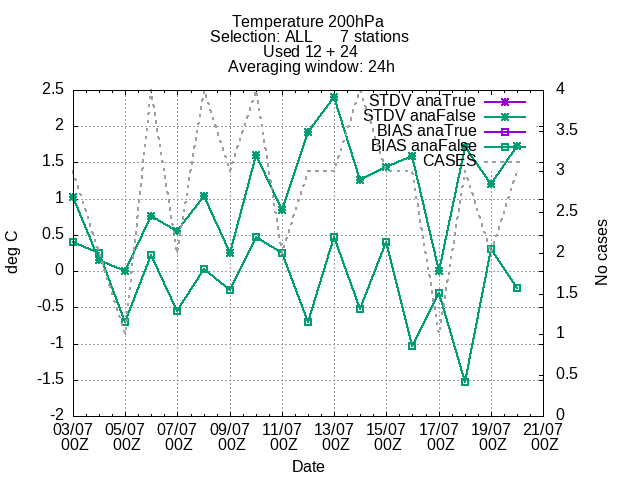 Temperature 200hPa
Selection: ALL 7 stations
Used 12 + 24
Averaging window: 24h
STDV anaTrue
STDV anaFalse
BIAS anaTrue
BIAS anaFalse
CASES
2.5
2
1.5
1
0.5
0
-0.5
-1
-1.5
-2
deg C
4
3.5
3
2.5
2
1.5
1
0.5
0
No cases
03/07 05/07 07/07 09/07 11/07 13/07 15/07 17/07 19/07 21/07
00Z 00Z 00Z 00Z 00Z 00Z 00Z 00Z 00Z 00Z
Date